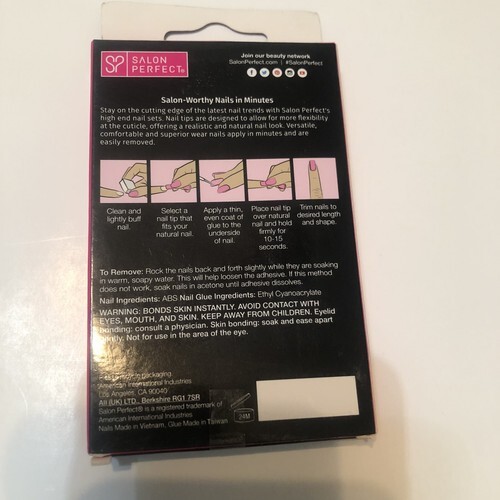 SP SALON
PERFECT®
Join our beauty network
SalonPerfect.com | #SalonPerfect
Salon-Worthy Nails in Minutes
Stay on the cutting edge of the latest nail trends with Salon Perfect's
high end nail sets. Nail tips are designed to allow for more flexibility
at the cuticle, offering a realistic and natural nail look. Versatile,
comfortable and superior wear nails apply in minutes and are
easily removed.
Clean and
lightly buff
nail.
Select a
nail tip that
fits your
natural nail.
Apply a thin,
even coat of
glue to the
underside
of nail.
Place nail tip
over natural
nail and hold
firmly for
10-15
seconds.
Trim nails to
desired length
and shape.
To Remove: Rock the nails back and forth slightly while they are soaking
in warm, soapy water. This will help loosen the adhesive. If this method
does not work, soak nails in acetone until adhesive dissolves.
Nail Ingredients: ABS Nail Glue Ingredients: Ethyl Cyanoacrylate
WARNING: BONDS SKIN INSTANTLY. AVOID CONTACT WITH
EYES, MOUTH, AND SKIN. KEEP AWAY FROM CHILDREN. Eyelid
bonding: consult a physician. Skin bonding: soak and ease apart
gently. Not for use in the area of the eye.
recycle packaging.
American International Industries
Los Angeles, CA 90040
AII (UK) LTD., Berkshire RG1 7SR
Salon Perfect® is a registered trademark of
American International Industries
Nails Made in Vietnam, Glue Made in Taiwan
24M